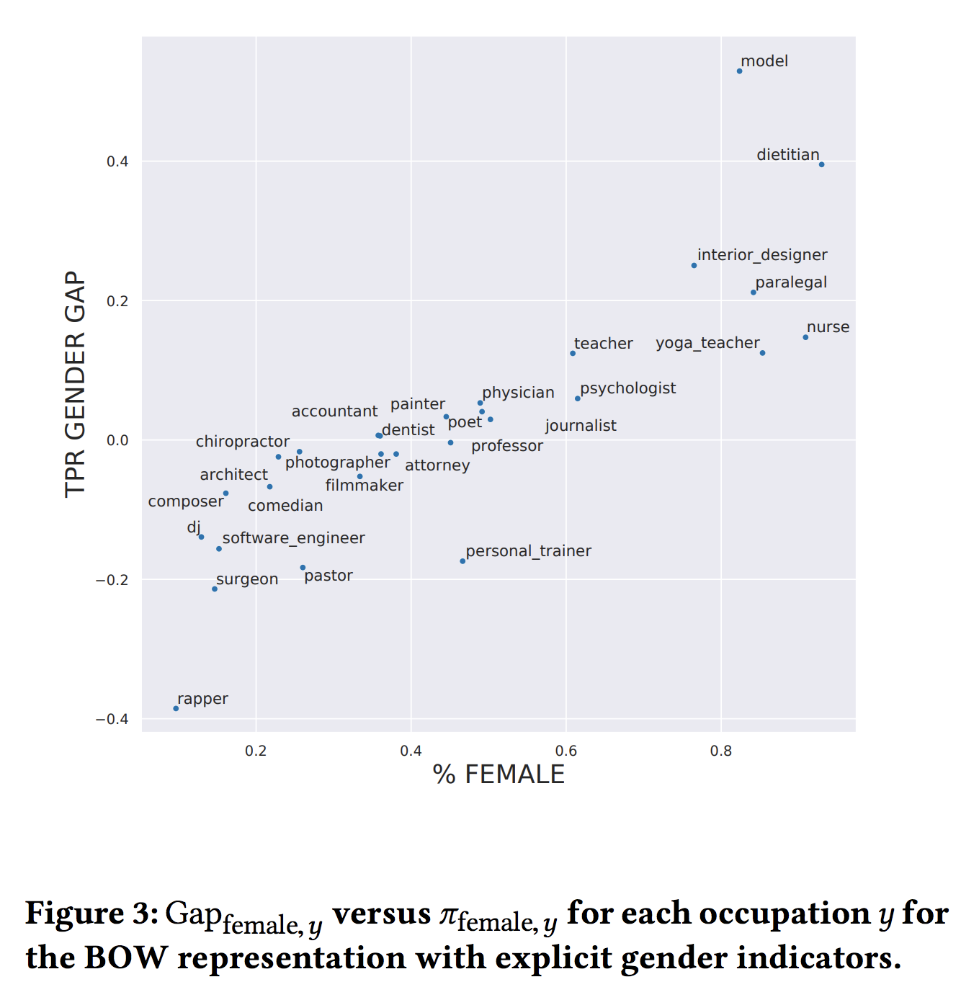 model
dietitian
0.4
interior_designer
paralegal
0.2
nurse
teacher
yoga_teacher
psychologist
physician
painter
accountant
poet
journalist
dentist
0.0
chiropractor
professor
photographer
attorney
architect
filmmaker
composer
comedian
dj
software_engineer
personal_trainer
pastor
surgeon
−0.2
rapper
−0.4
TPR GENDER GAP
0.2 0.4 0.6 0.8
% FEMALE
Figure 3: Gap_female, y versus π_female, y for each occupation y for
the BOW representation with explicit gender indicators.